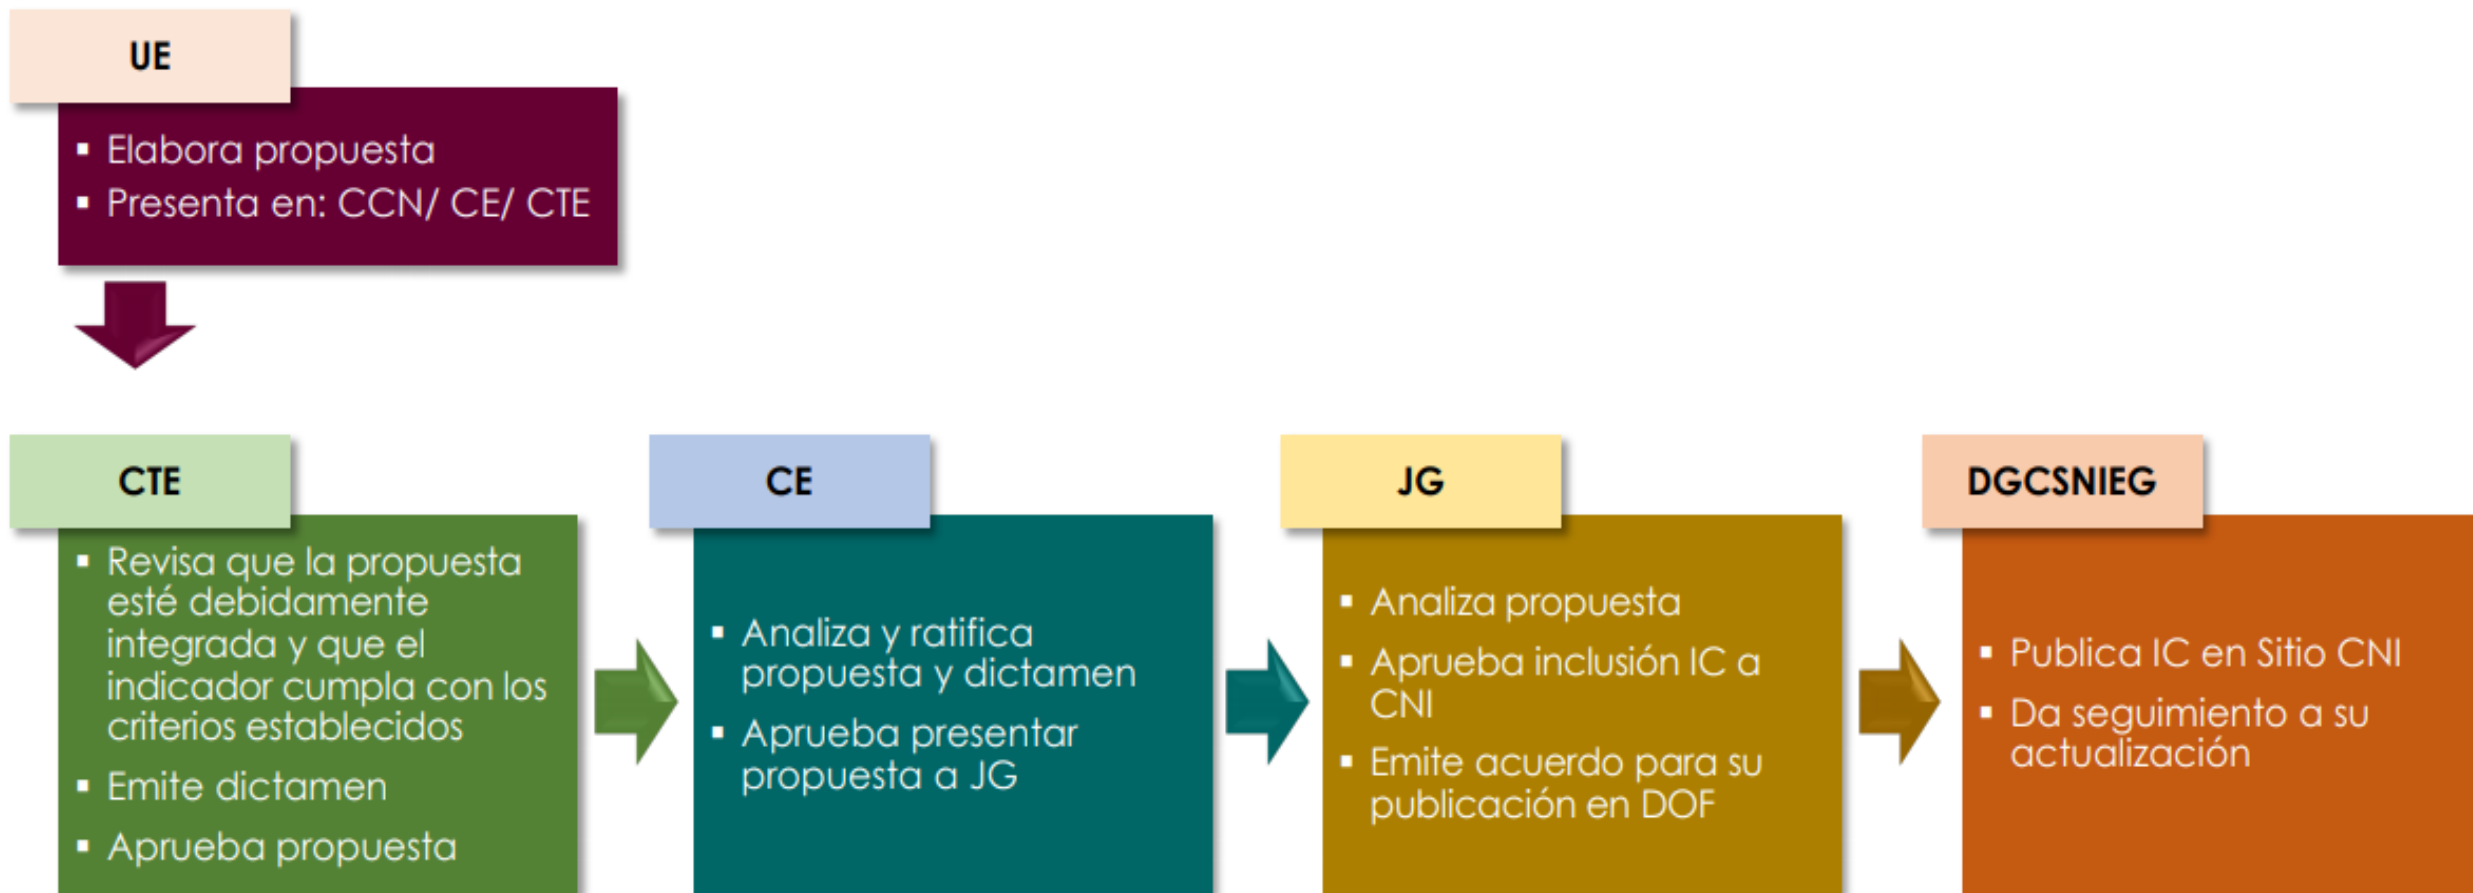 UE
▪ Elabora propuesta
▪ Presenta en: CCN/ CE/ CTE
CTE
▪ Revisa que la propuesta
esté debidamente
integrada y que el
indicador cumpla con los
criterios establecidos
▪ Emite dictamen
▪ Aprueba propuesta
CE
▪ Analiza y ratifica
propuesta y dictamen
▪ Aprueba presentar
propuesta a JG
JG
▪ Analiza propuesta
▪ Aprueba inclusión IC a
CNI
▪ Emite acuerdo para su
publicación en DOF
DGCSNIEG
▪ Publica IC en Sitio CNI
▪ Da seguimiento a su
actualización